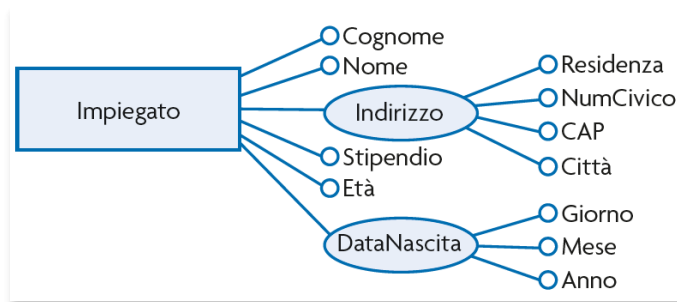 Impiegato
Cognome
Nome
Indirizzo
Residenza
NumCivico
CAP
Città
Stipendio
Età
DataNascita
Giorno
Mese
Anno